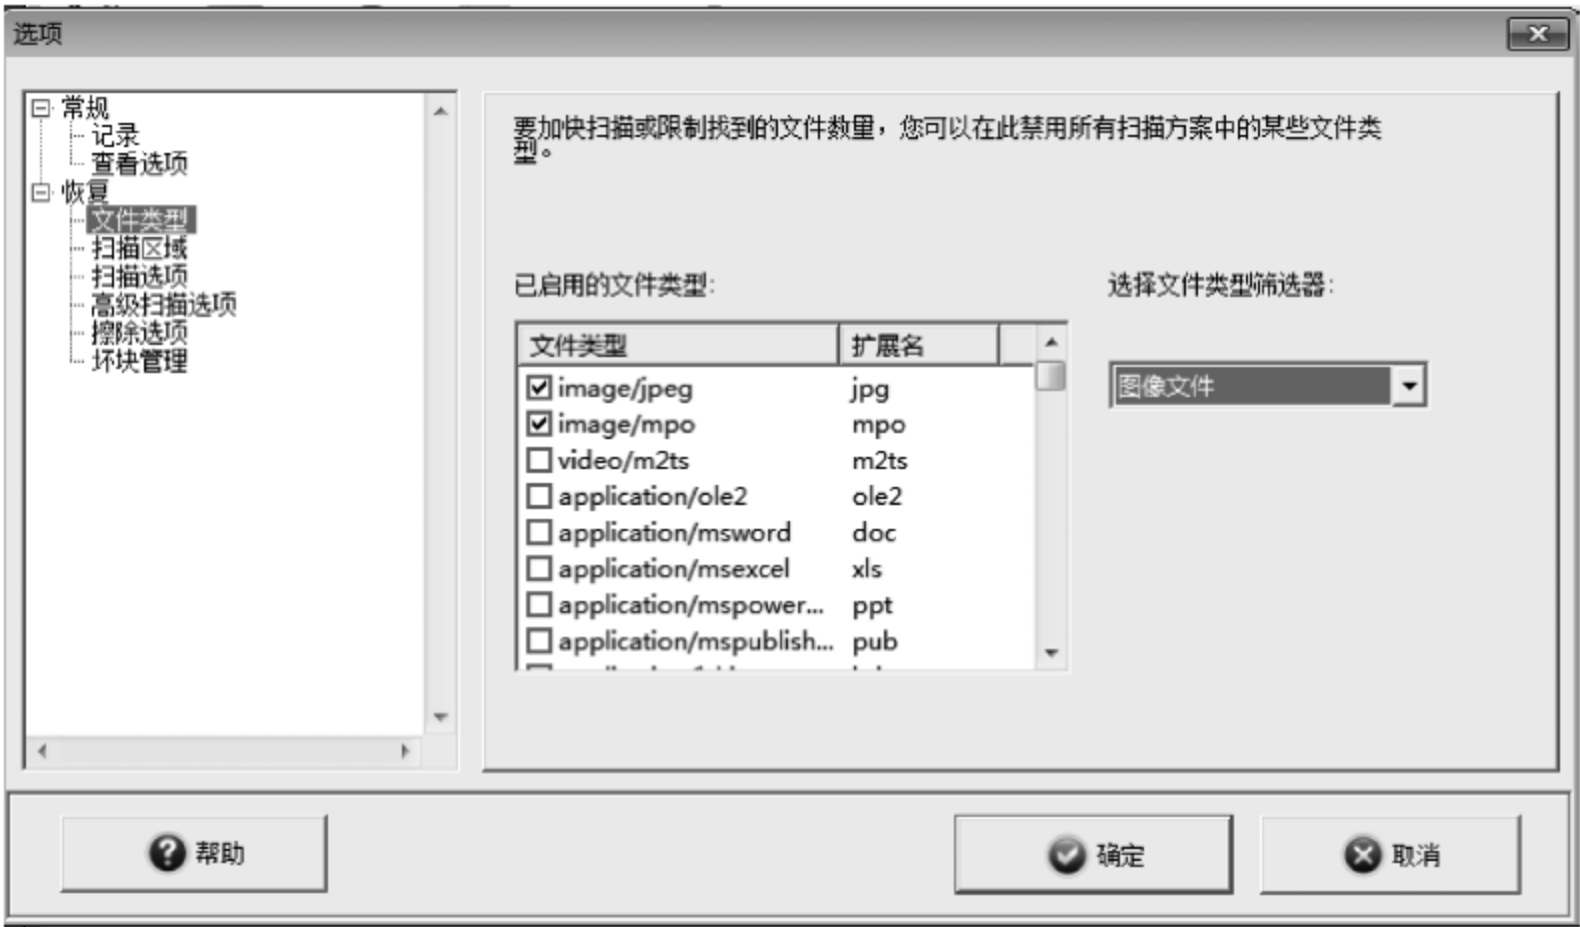 选项
常规
记录
查看选项
恢复
文件类型
扫描区域
扫描选项
高级扫描选项
擦除选项
坏块管理
要加快扫描或限制找到的文件数量，您可以在此禁用所有扫描方案中的某些文件类
型。
已启用的文件类型:
选择文件类型筛选器:
文件类型 扩展名
image/jpeg jpg
image/mpo mpo
video/m2ts m2ts
application/ole2 ole2
application/msword doc
application/msexcel xls
application/mspower... ppt
application/mspublish... pub
图像文件
帮助
确定
取消